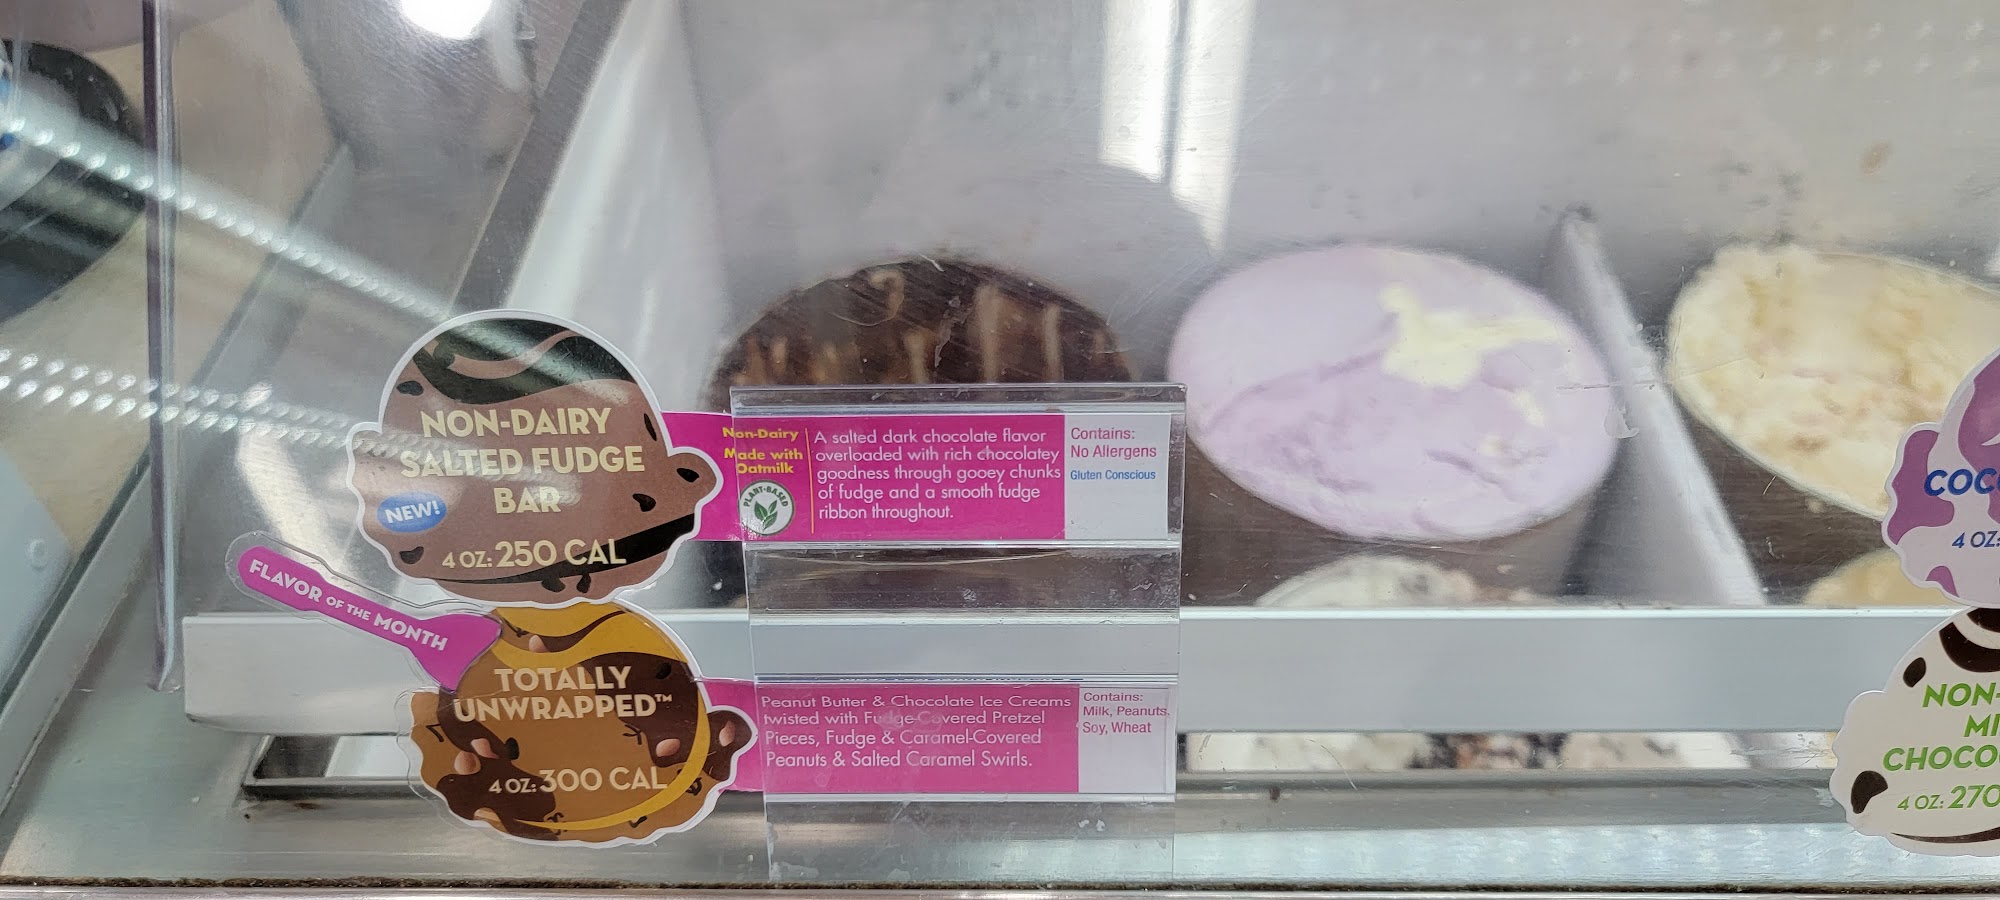 NON-DAIRY
SALTED FUDGE
BAR
NEW!
4 OZ: 250 CAL
Non-Dairy
Made with
Oatmilk
PLANT-BASED
A salted dark chocolate flavor
overloaded with rich chocolatey
goodness through gooey chunks
of fudge and a smooth fudge
ribbon throughout.
Contains:
No Allergens
Gluten Conscious
FLAVOR OF THE MONTH
TOTALLY
UNWRAPPED™
4 OZ: 300 CAL
Peanut Butter & Chocolate Ice Creams
twisted with Fudge-Covered Pretzel
Pieces, Fudge & Caramel-Covered
Peanuts & Salted Caramel Swirls.
Contains:
Milk, Peanuts,
Soy, Wheat
COC
4 OZ:
NON-
MI
CHOCO
4 OZ: 270